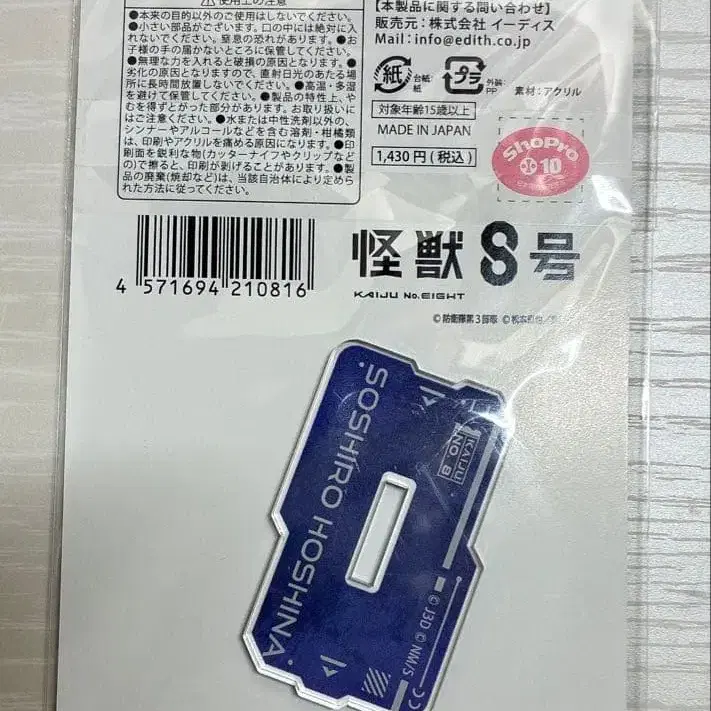 使用上の注意
●本来の目的以外のご使用はしないでください。
●小さい部品がございます。口の中には絶対に入
れないでください。窒息の恐れがあります。●お子
様の手の届かないところに保管してください。
●無理な力を入れると破損の原因となります。●
劣化の原因となりますので、直射日光のあたる場
所に長時間放置しないでください。●高温・多湿
を避けて保管してください。●製品の特性上、や
むを得ずとがった部分があります。お取り扱いに
はご注意ください。●水または中性洗剤以外の、
シンナーやアルコールなどを含む溶剤・柑橘類
は、印刷やアクリルを痛める原因になります。●印
刷面を鋭利な物(カッターナイフやクリップなど)
で擦ると、印刷が剥げることがあります。●製
品の廃棄(焼却など)は、当該自治体により定めら
れた方法に従ってください。
【本製品に関する問い合わせ】
販売元:株式会社 イーディス
Mail:info@edith.co.jp
紙 台紙:紙
プラ 外装:PP
素材:アクリル
対象年齢15歳以上
MADE IN JAPAN
1,430円(税込)
ShoPro
10
4 571694 210816
怪獣8号
KAIJU No.EIGHT
©防衛隊第3部隊
SOSHIRO HOSHINA
KAIJU
NO.8
© J3D © NM/S